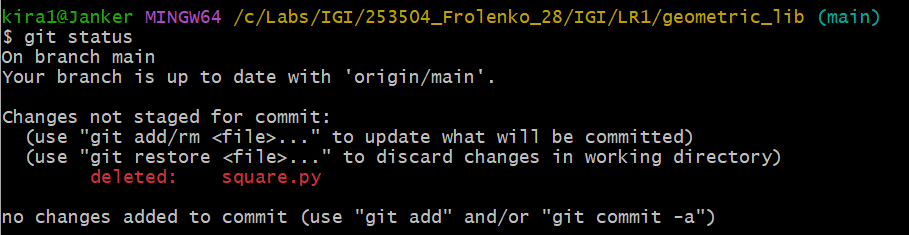 kira1@Janker MINGW64 /c/Labs/IGI/253504_Frolenko_28/IGI/LR1/geometric_lib (main)
$ git status
On branch main
Your branch is up to date with 'origin/main'.
Changes not staged for commit:
(use "git add/rm <file>..." to update what will be committed)
(use "git restore <file>..." to discard changes in working directory)
deleted: square.py
no changes added to commit (use "git add" and/or "git commit -a")